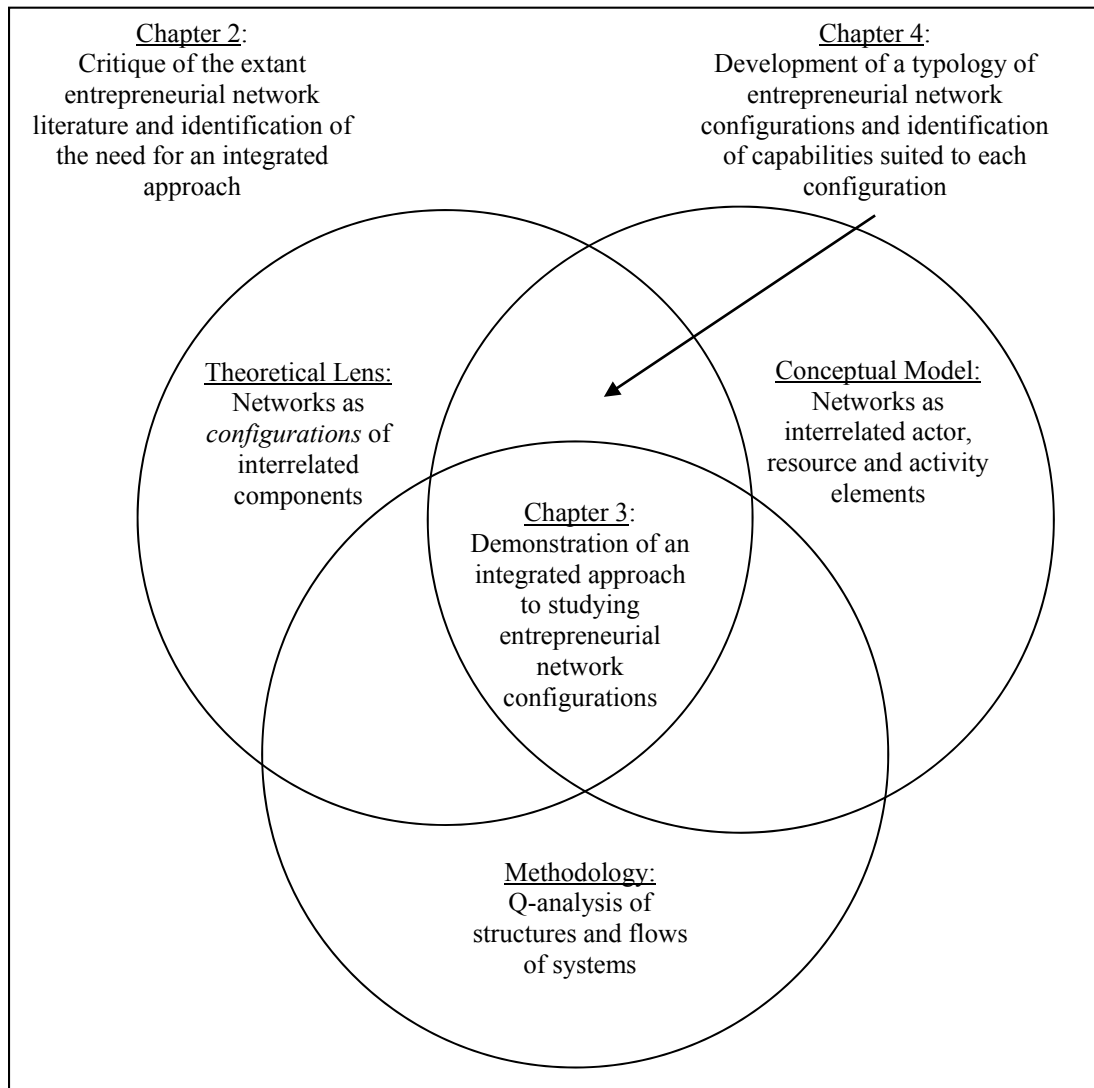 Chapter 2:
Critique of the extant
entrepreneurial network
literature and identification of
the need for an integrated
approach
Chapter 4:
Development of a typology of
entrepreneurial network
configurations and identification
of capabilities suited to each
configuration
Theoretical Lens:
Networks as
configurations of
interrelated
components
Conceptual Model:
Networks as
interrelated actor,
resource and activity
elements
Chapter 3:
Demonstration of an
integrated approach
to studying
entrepreneurial
network
configurations
Methodology:
Q-analysis of
structures and flows
of systems